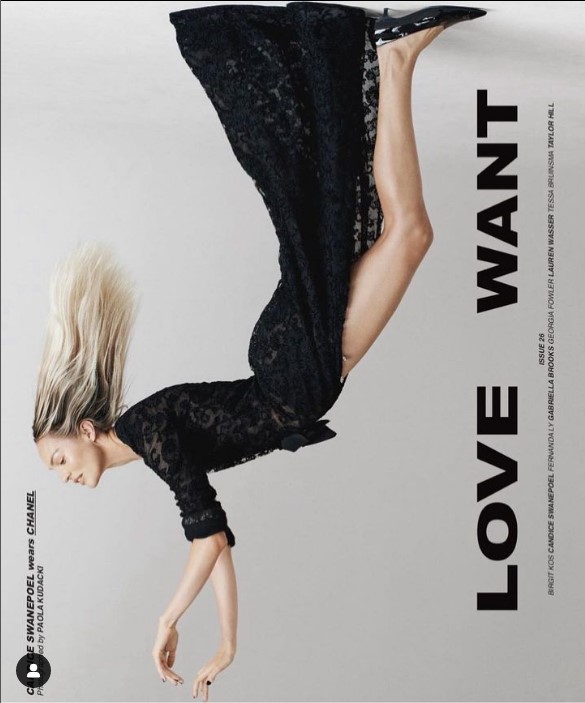 LOVE WANT
ISSUE 26
BIRGIT KOS CANDICE SWANEPOEL FERNANDA LY GABRIELLA BROOKS GEORGIA FOWLER LAUREN WASSER TESSA BRUINSMA TAYLOR HILL
SWANEPOEL wears CHANEL
by PAOLA KUDACKI